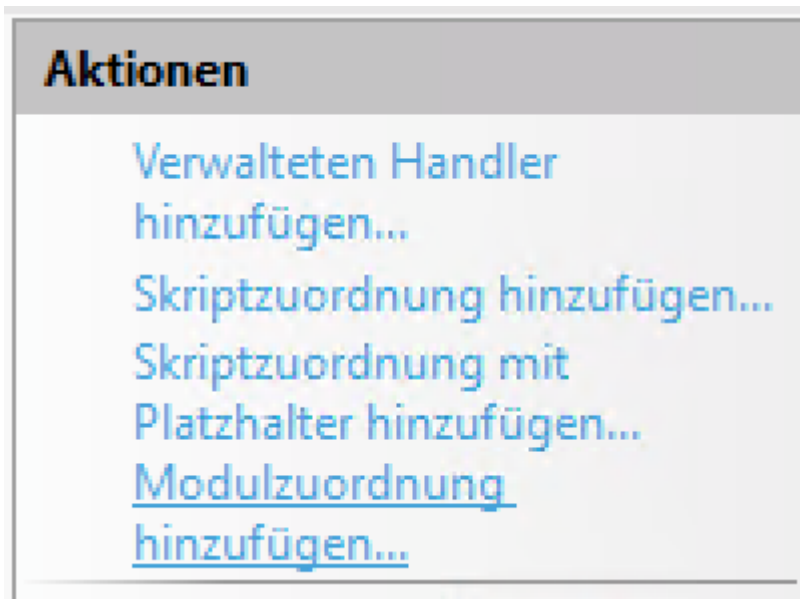 Aktionen
Verwalteten Handler
hinzufügen...
Skriptzuordnung hinzufügen...
Skriptzuordnung mit
Platzhalter hinzufügen...
Modulzuordnung
hinzufügen...